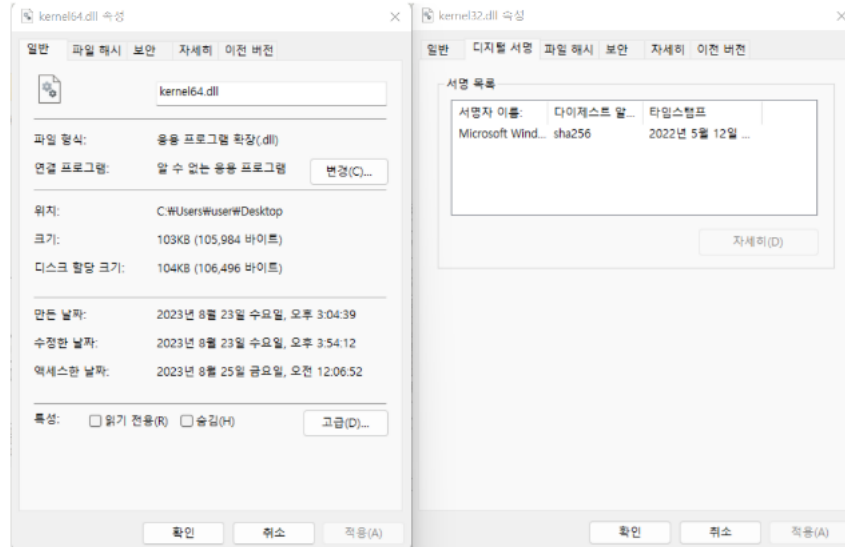 kernel64.dll 속성
일반 파일 해시 보안 자세히 이전 버전
kernel64.dll
파일 형식: 응용 프로그램 확장(.dll)
연결 프로그램: 알 수 없는 응용 프로그램 변경(C)...
위치: C:₩Users₩user₩Desktop
크기: 103KB (105,984 바이트)
디스크 할당 크기: 104KB (106,496 바이트)
만든 날짜: 2023년 8월 23일 수요일, 오후 3:04:39
수정한 날짜: 2023년 8월 23일 수요일, 오후 3:54:12
액세스한 날짜: 2023년 8월 25일 금요일, 오전 12:06:52
특성: 읽기 전용(R) 숨김(H) 고급(D)...
확인 취소 적용(A)
kernel32.dll 속성
일반 디지털 서명 파일 해시 보안 자세히 이전 버전
서명 목록
서명자 이름: 다이제스트 알... 타임스탬프
Microsoft Wind... sha256 2022년 5월 12일 ...
자세히(D)
확인 취소 적용(A)